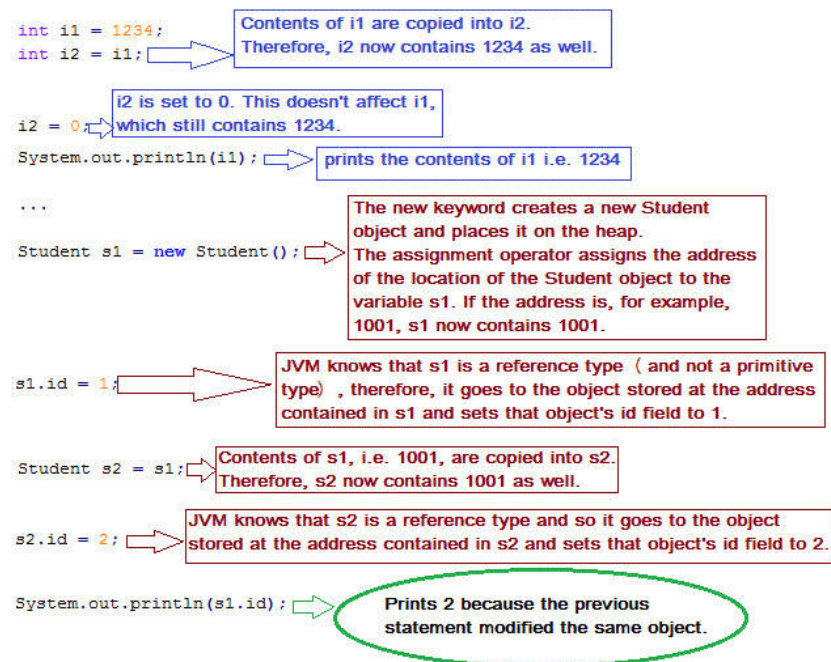 int i1 = 1234;
Contents of i1 are copied into i2.
int i2 = i1;
Therefore, i2 now contains 1234 as well.
i2 is set to 0. This doesn't affect i1,
i2 = 0;
which still contains 1234.
System.out.println(i1);
prints the contents of i1 i.e. 1234
...
The new keyword creates a new Student
object and places it on the heap.
Student s1 = new Student();
The assignment operator assigns the address
of the location of the Student object to the
variable s1. If the address is, for example,
1001, s1 now contains 1001.
JVM knows that s1 is a reference type ( and not a primitive
s1.id = 1;
type) , therefore, it goes to the object stored at the address
contained in s1 and sets that object's id field to 1.
Student s2 = s1;
Contents of s1, i.e. 1001, are copied into s2.
Therefore, s2 now contains 1001 as well.
JVM knows that s2 is a reference type and so it goes to the object
s2.id = 2;
stored at the address contained in s2 and sets that object's id field to 2.
System.out.println(s1.id);
Prints 2 because the previous
statement modified the same object.